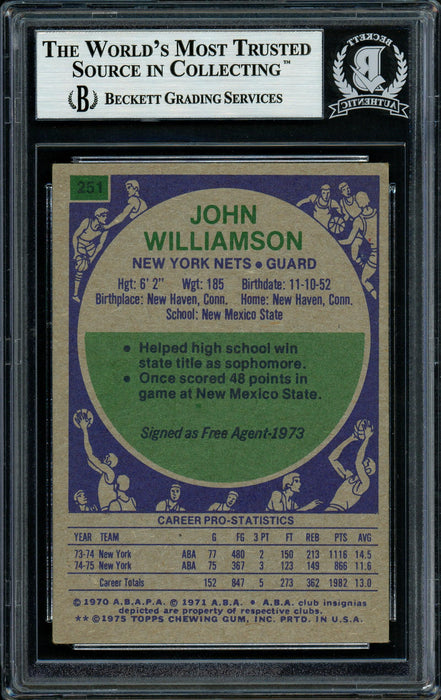 THE WORLD'S MOST TRUSTED
SOURCE IN COLLECTING™
B BECKETT GRADING SERVICES
BECKETT
B
AUTHENTIC
251
JOHN
WILLIAMSON
NEW YORK NETS • GUARD
Hgt: 6' 2" Wgt: 185 Birthdate: 11-10-52
Birthplace: New Haven, Conn. Home: New Haven, Conn.
School: New Mexico State
• Helped high school win
state title as sophomore.
• Once scored 48 points in
game at New Mexico State.
Signed as Free Agent-1973
CAREER PRO-STATISTICS
YEAR TEAM G FG 3 PT FT REB PTS AVG
73-74 New York ABA 77 480 2 150 213 1116 14.5
74-75 New York ABA 75 367 3 123 149 866 11.6
Career Totals 152 847 5 273 362 1982 13.0
© 1970 A.B.A.P.A. © 1971 A.B.A. • A.B.A. club insignias
depicted are property of respective clubs.
★★ ©1975 TOPPS CHEWING GUM, INC. PRTD. IN U.S.A.